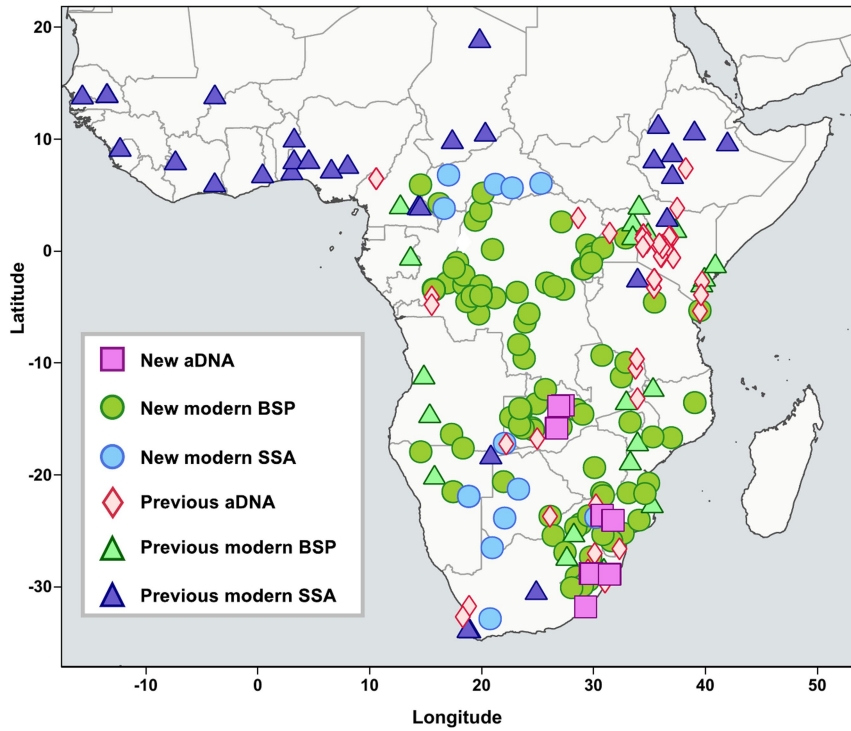 20
10
0
-10
-20
-30
Latitude
New aDNA
New modern BSP
New modern SSA
Previous aDNA
Previous modern BSP
Previous modern SSA
-10 0 10 20 30 40 50
Longitude